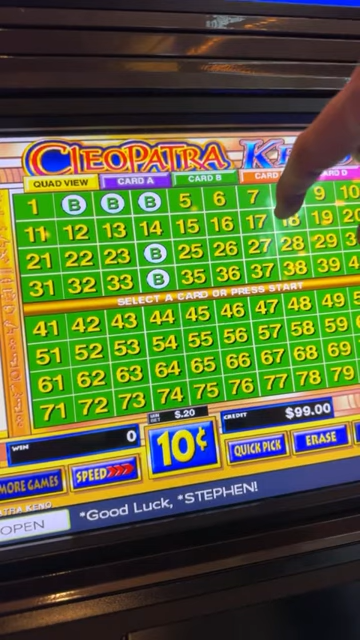 CLEOPATRA KE
QUAD VIEW CARD A CARD B CARD D
1 B B B 5 6 7 9 10
11 12 13 14 15 16 17 18 19
21 22 23 B 25 26 27 28 29
31 32 33 B 35 36 37 38 39
SELECT A CARD OR PRESS START
41 42 43 44 45 46 47 48 49
51 52 53 54 55 56 57 58 59
61 62 63 64 65 66 67 68 69
71 72 73 74 75 76 77 78 79
WIN 0 MIN BET $.20 CREDIT $99.00
10¢
MORE GAMES SPEED QUICK PICK ERASE
OPEN *Good Luck, *STEPHEN!